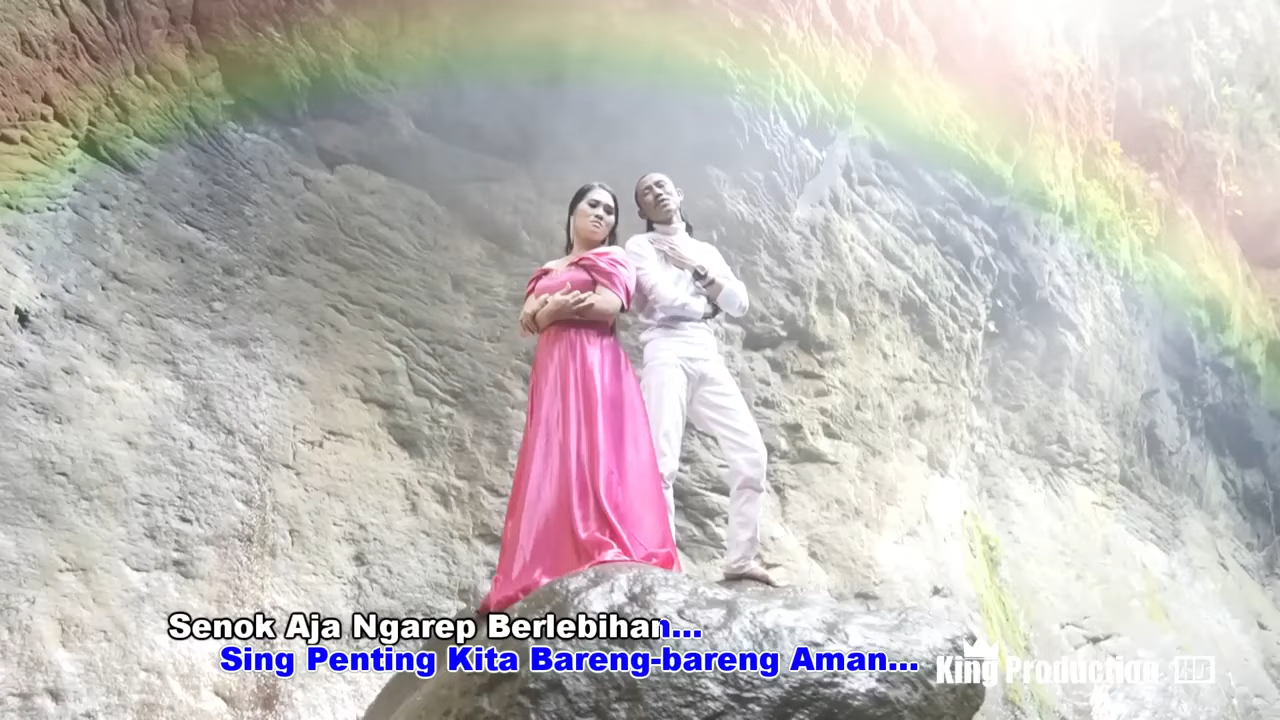 Senok Aja Ngarep Berlebihan...
Sing Penting Kita Bareng-bareng Aman...
King Production HD